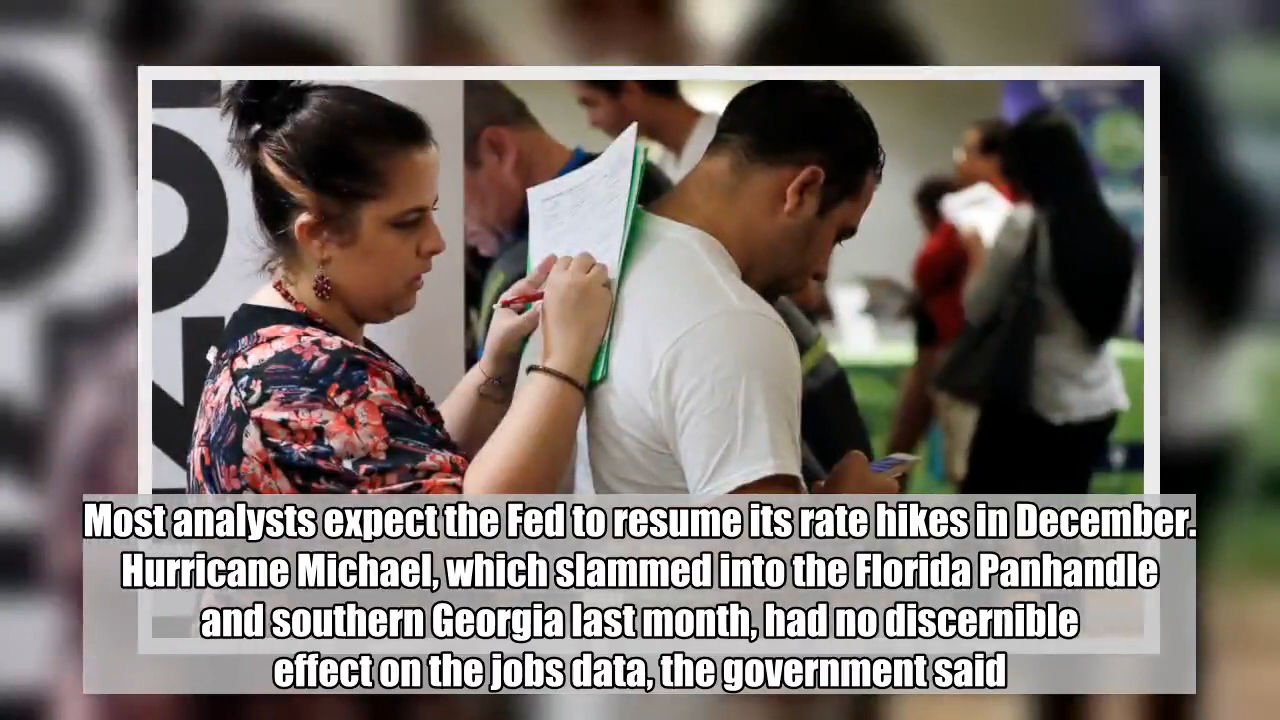 Most analysts expect the Fed to resume its rate hikes in December.
Hurricane Michael, which slammed into the Florida Panhandle
and southern Georgia last month, had no discernible
effect on the jobs data, the government said